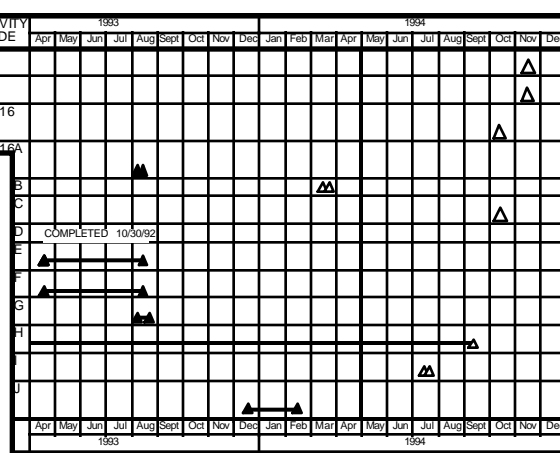 VITY 1993 1994
DE Apr May Jun Jul Aug Sept Oct Nov Dec Jan Feb Mar Apr May Jun Jul Aug Sept Oct Nov De
16
16A
B
C
D COMPLETED 10/30/92
E
F
G
H
I
J
Apr May Jun Jul Aug Sept Oct Nov Dec Jan Feb Mar Apr May Jun Jul Aug Sept Oct Nov Dec
1993 1994